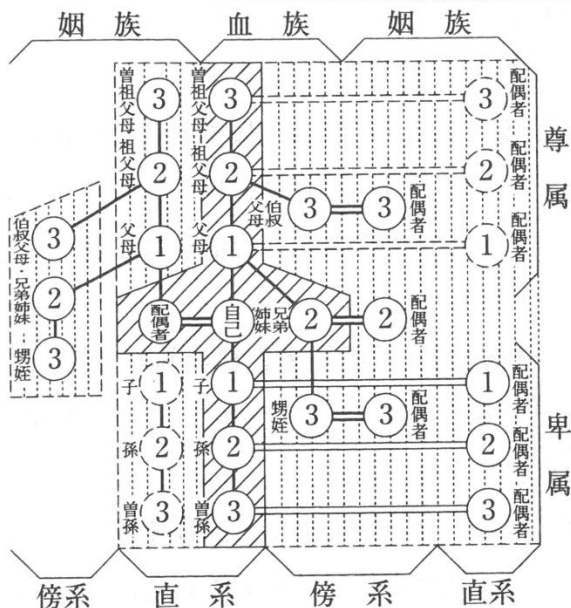 姻族 血族 姻族
曽祖父母 ③ 曽祖父母 ③ ③ 配偶者
祖父母 ② 祖父母 ② ② 配偶者
伯叔父母 ③ 伯叔父母 ③ ③ 配偶者
父母 ① 父母 ① ① 配偶者
尊属
兄弟姉妹 ② 配偶者 自己 兄弟姉妹 ② ② 配偶者
甥姪 ③
子 ① 子 ① ① 配偶者
甥姪 ③ ③ 配偶者
孫 ② 孫 ② ② 配偶者
曽孫 ③ 曽孫 ③ ③ 配偶者
卑属
傍系 直系 傍系 直系